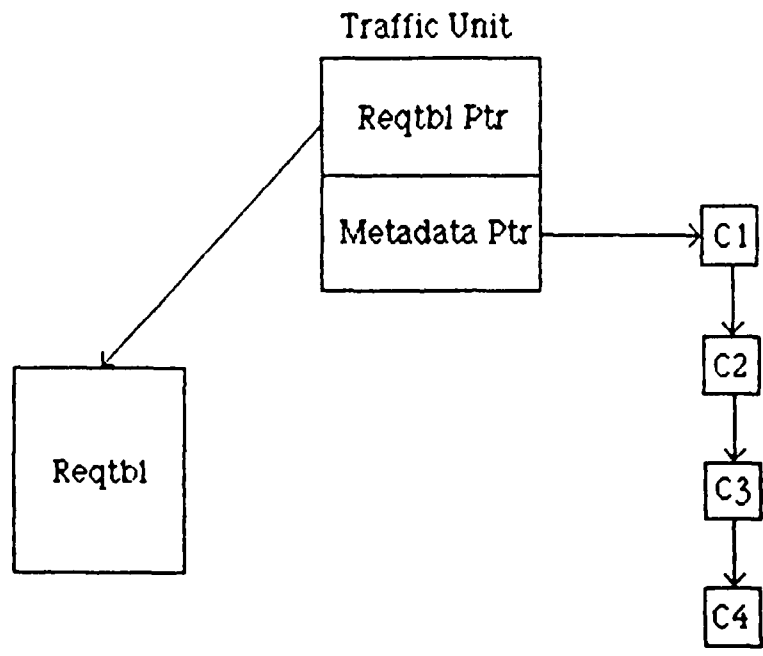 Traffic Unit
Reqtbl Ptr
Metadata Ptr
C1
C2
Reqtbl
C3
C4